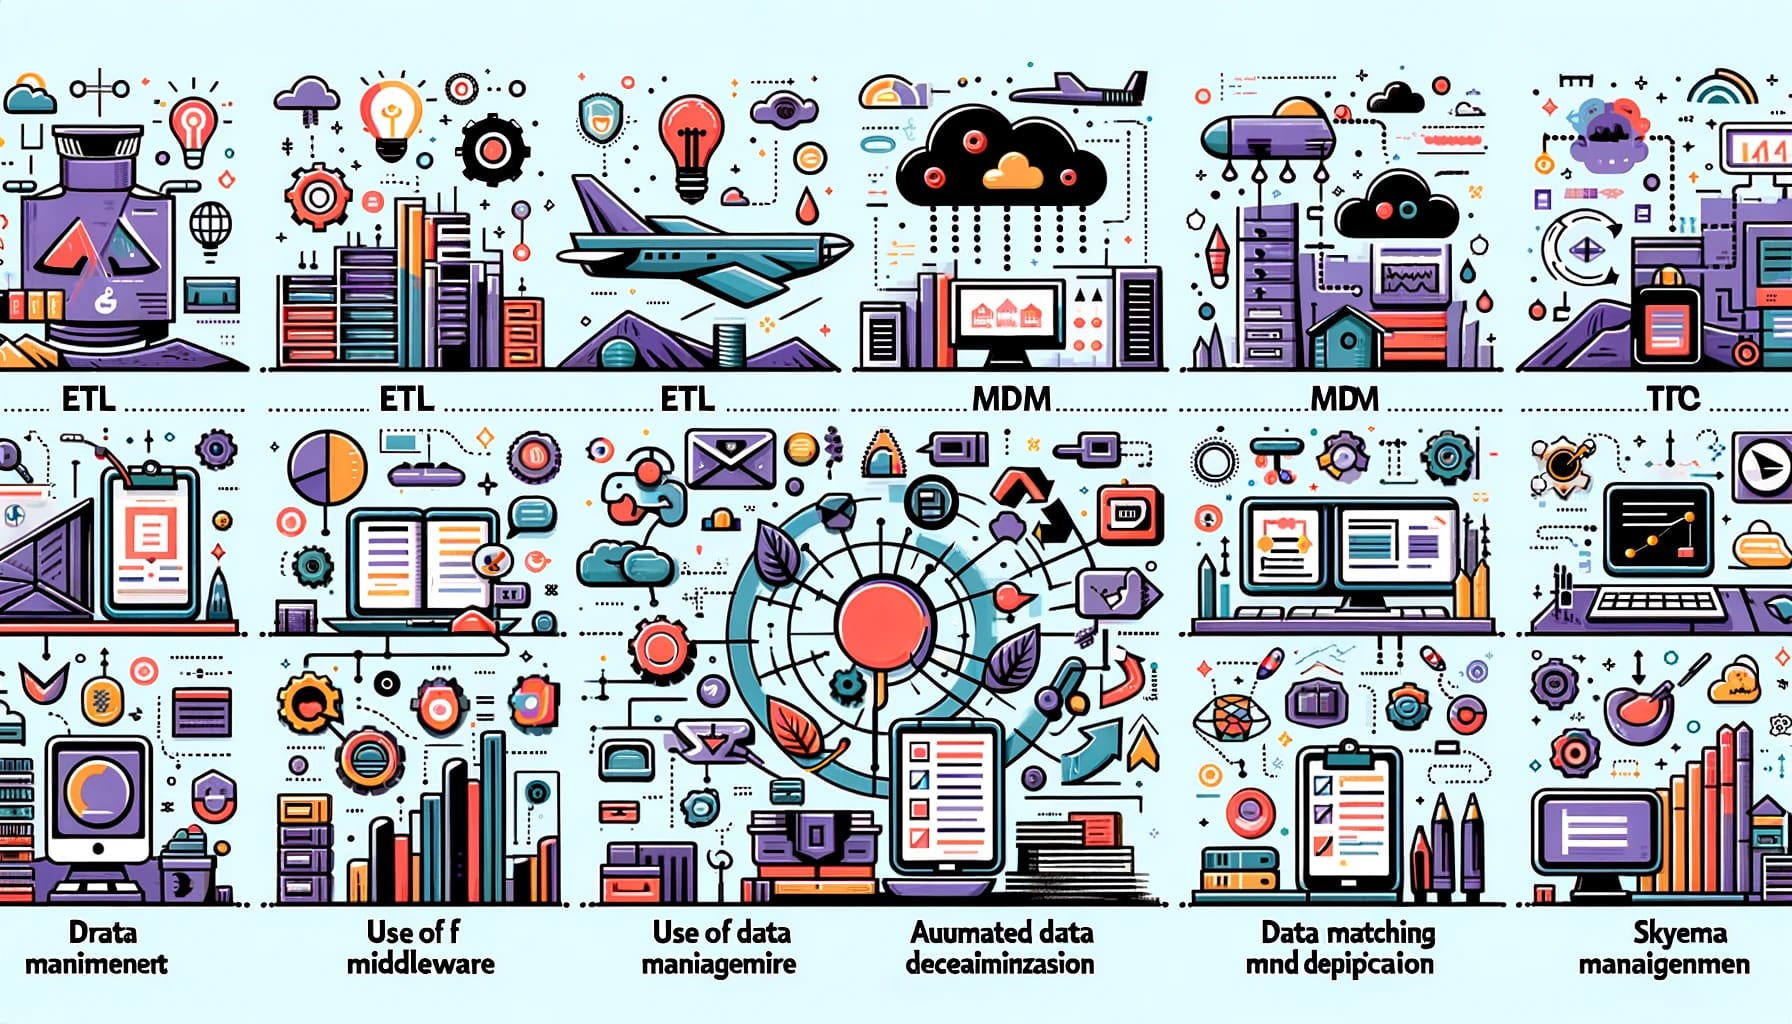 ETL
ETL
ETL
MDM
MDM
TTC
Drata
manimenert
Use of f
middleware
Use of data
maniagemire
Auumated data
deceaiminzasion
Data matching
mnd depipcaion
Skyema
manaigenmen